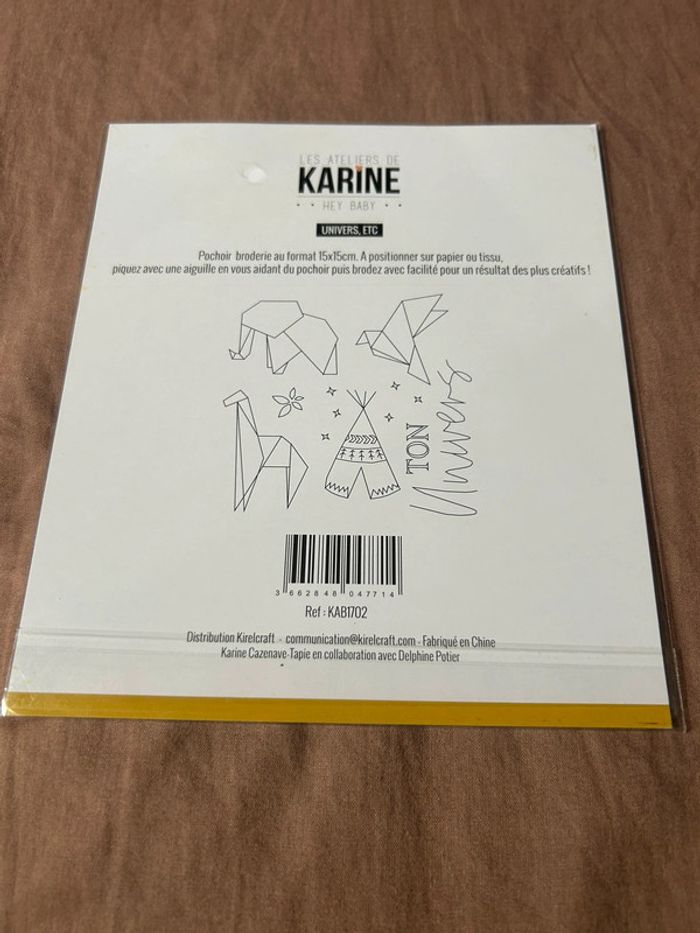 LES ATELIERS DE
KARINE
• • HEY BABY • •
UNIVERS, ETC
Pochoir broderie au format 15x15cm. A positionner sur papier ou tissu,
piquez avec une aiguille en vous aidant du pochoir puis brodez avec facilité pour un résultat des plus créatifs !
TON
Univers
3 662848 047714
Ref : KAB1702
Distribution Kirelcraft - communication@kirelcraft.com - Fabriqué en Chine
Karine Cazenave-Tapie en collaboration avec Delphine Potier